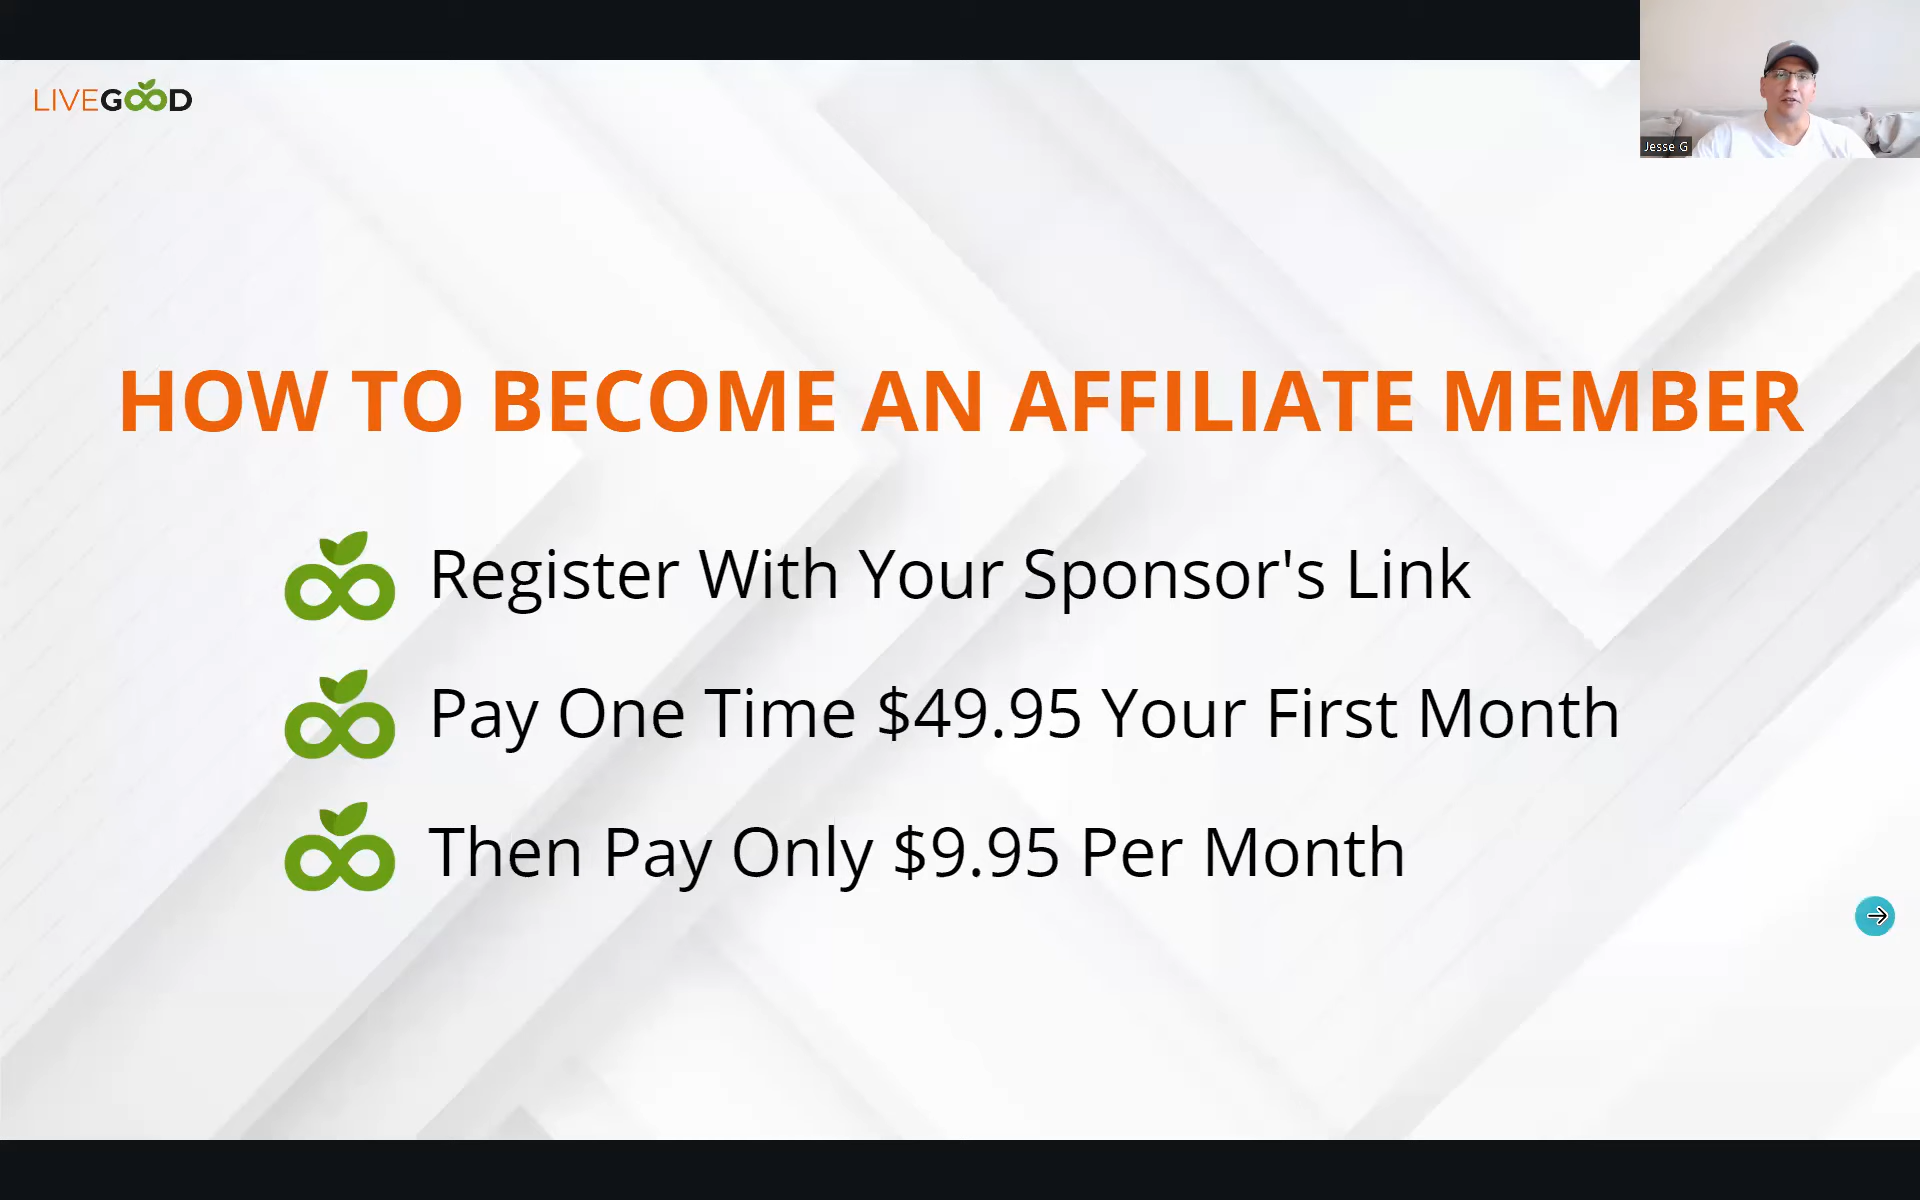 LIVEGOOD
Jesse G
HOW TO BECOME AN AFFILIATE MEMBER
Register With Your Sponsor's Link
Pay One Time $49.95 Your First Month
Then Pay Only $9.95 Per Month